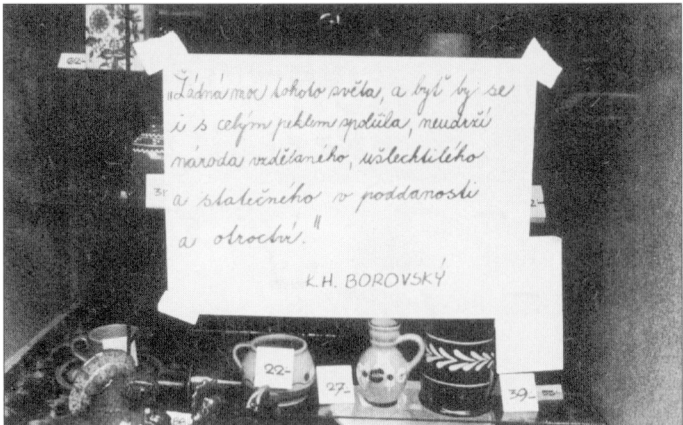 62-
„Žádná moc tohoto světa, a byť by se
i s celým peklem spolčila, neudrží
národa vzdělaného, ušlechtilého
a statečného v poddanosti
a otroctví."
K.H. BOROVSKÝ
22-
27-
39-